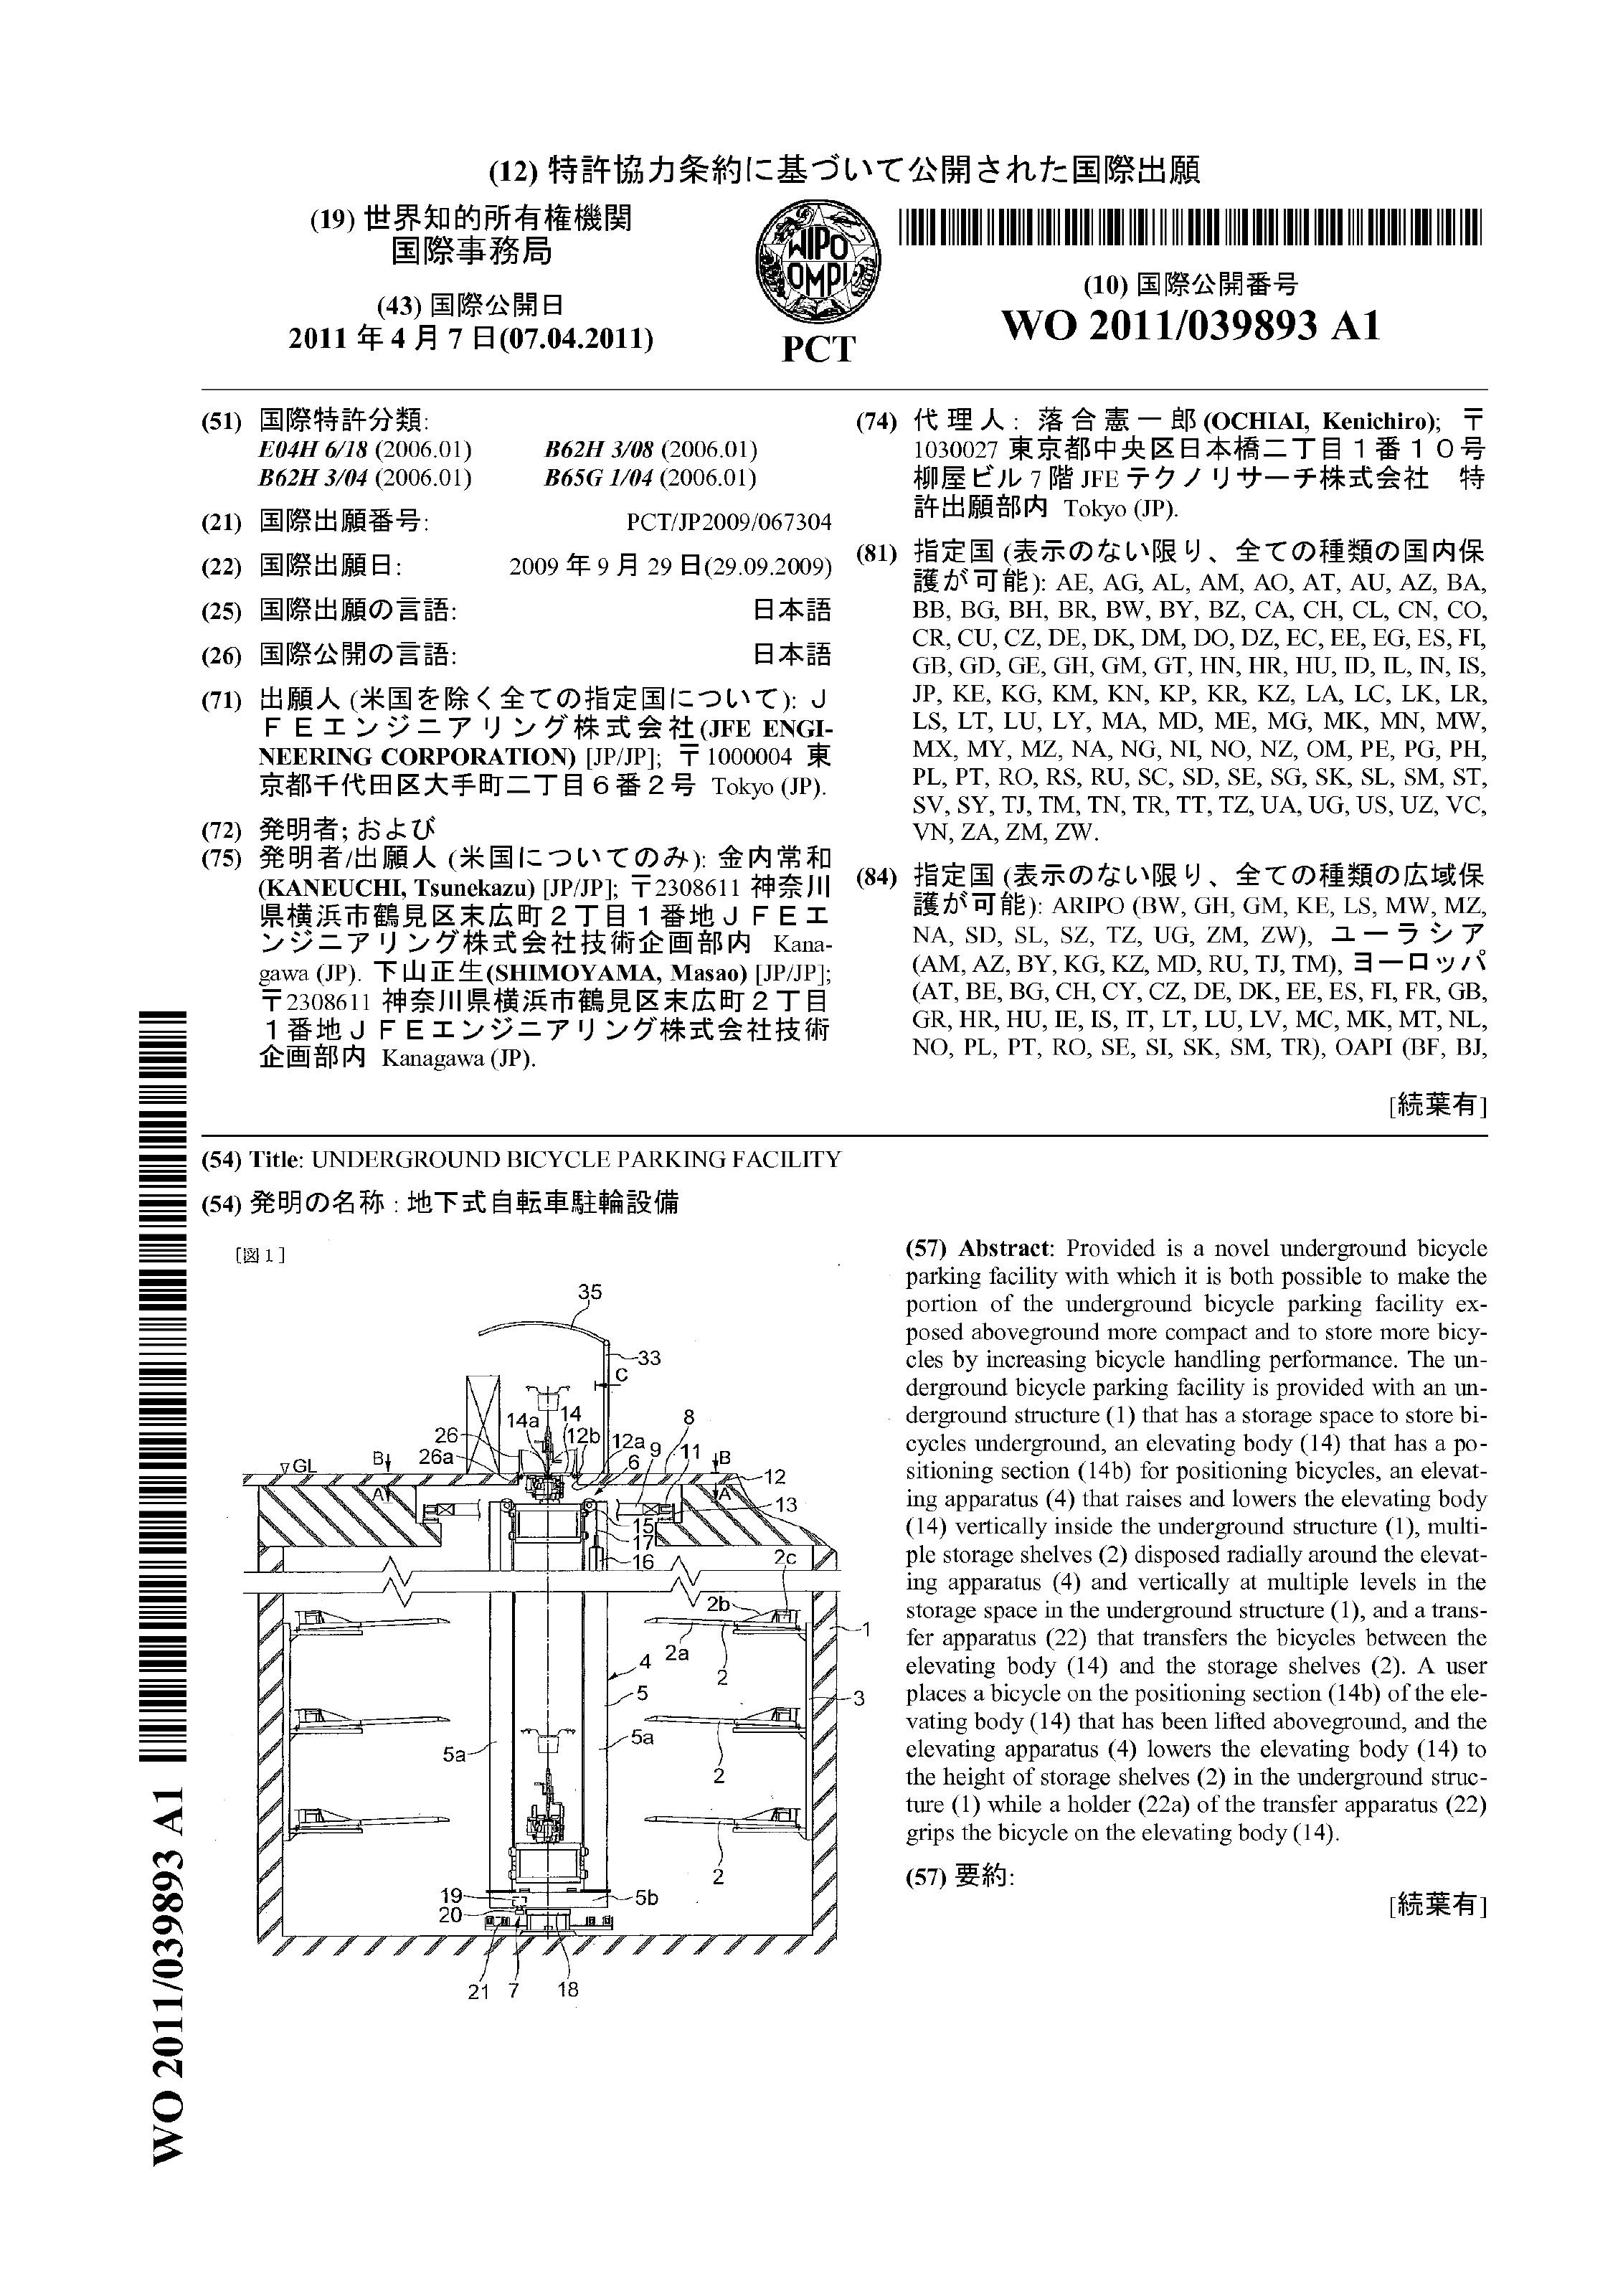 (12) 特許協力条約に基づいて公開された国際出願
(19) 世界知的所有権機関
国際事務局
(43) 国際公開日
2011 年 4 月 7 日(07.04.2011)
WIPO
OMPI
PCT
(10) 国際公開番号
WO 2011/039893 A1
(51) 国際特許分類:
E04H 6/18 (2006.01) B62H 3/08 (2006.01)
B62H 3/04 (2006.01) B65G 1/04 (2006.01)
(21) 国際出願番号: PCT/JP2009/067304
(22) 国際出願日: 2009 年 9 月 29 日(29.09.2009)
(25) 国際出願の言語: 日本語
(26) 国際公開の言語: 日本語
(71) 出願人 (米国を除く全ての指定国について): Ｊ
ＦＥエンジニアリング株式会社(JFE ENGI-
NEERING CORPORATION) [JP/JP]; 〒1000004 東
京都千代田区大手町二丁目６番２号 Tokyo (JP).
(72) 発明者; および
(75) 発明者/出願人 (米国についてのみ): 金内常和
(KANEUCHI, Tsunekazu) [JP/JP]; 〒2308611 神奈川
県横浜市鶴見区末広町２丁目１番地ＪＦＥエ
ンジニアリング株式会社技術企画部内 Kana-
gawa (JP). 下山正生(SHIMOYAMA, Masao) [JP/JP];
〒2308611 神奈川県横浜市鶴見区末広町２丁目
１番地ＪＦＥエンジニアリング株式会社技術
企画部内 Kanagawa (JP).
(74) 代理人: 落合憲一郎(OCHIAI, Kenichiro); 〒
1030027 東京都中央区日本橋二丁目１番１０号
柳屋ビル７階 JFE テクノリサーチ株式会社 特
許出願部内 Tokyo (JP).
(81) 指定国 (表示のない限り、全ての種類の国内保
護が可能): AE, AG, AL, AM, AO, AT, AU, AZ, BA,
BB, BG, BH, BR, BW, BY, BZ, CA, CH, CL, CN, CO,
CR, CU, CZ, DE, DK, DM, DO, DZ, EC, EE, EG, ES, FI,
GB, GD, GE, GH, GM, GT, HN, HR, HU, ID, IL, IN, IS,
JP, KE, KG, KM, KN, KP, KR, KZ, LA, LC, LK, LR,
LS, LT, LU, LY, MA, MD, ME, MG, MK, MN, MW,
MX, MY, MZ, NA, NG, NI, NO, NZ, OM, PE, PG, PH,
PL, PT, RO, RS, RU, SC, SD, SE, SG, SK, SL, SM, ST,
SV, SY, TJ, TM, TN, TR, TT, TZ, UA, UG, US, UZ, VC,
VN, ZA, ZM, ZW.
(84) 指定国 (表示のない限り、全ての種類の広域保
護が可能): ARIPO (BW, GH, GM, KE, LS, MW, MZ,
NA, SD, SL, SZ, TZ, UG, ZM, ZW), ユーラシア
(AM, AZ, BY, KG, KZ, MD, RU, TJ, TM), ヨーロッパ
(AT, BE, BG, CH, CY, CZ, DE, DK, EE, ES, FI, FR, GB,
GR, HR, HU, IE, IS, IT, LT, LU, LV, MC, MK, MT, NL,
NO, PL, PT, RO, SE, SI, SK, SM, TR), OAPI (BF, BJ,
[続葉有]
(54) Title: UNDERGROUND BICYCLE PARKING FACILITY
(54) 発明の名称 : 地下式自転車駐輪設備
[図1]
35
33
C
14a 14 8
26 12b 12a 9 11
26a 6
B B
GL 12
A A
13
15
17
16
2c
2b
1
2a
4 2
5
3
5a 5a
2
2
19 5b
20
21 7 18
(57) Abstract: Provided is a novel underground bicycle
parking facility with which it is both possible to make the
portion of the underground bicycle parking facility ex-
posed aboveground more compact and to store more bicy-
cles by increasing bicycle handling performance. The un-
derground bicycle parking facility is provided with an un-
derground structure (1) that has a storage space to store bi-
cycles underground, an elevating body (14) that has a po-
sitioning section (14b) for positioning bicycles, an elevat-
ing apparatus (4) that raises and lowers the elevating body
(14) vertically inside the underground structure (1), multi-
ple storage shelves (2) disposed radially around the elevat-
ing apparatus (4) and vertically at multiple levels in the
storage space in the underground structure (1), and a trans-
fer apparatus (22) that transfers the bicycles between the
elevating body (14) and the storage shelves (2). A user
places a bicycle on the positioning section (14b) of the ele-
vating body (14) that has been lifted aboveground, and the
elevating apparatus (4) lowers the elevating body (14) to
the height of storage shelves (2) in the underground struc-
ture (1) while a holder (22a) of the transfer apparatus (22)
grips the bicycle on the elevating body (14).
(57) 要約:
[続葉有]
WO 2011/039893 A1